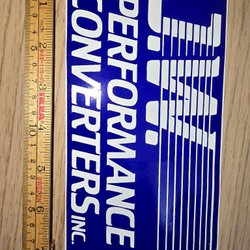 J.W.
PERFORMANCE
CONVERTERS INC.